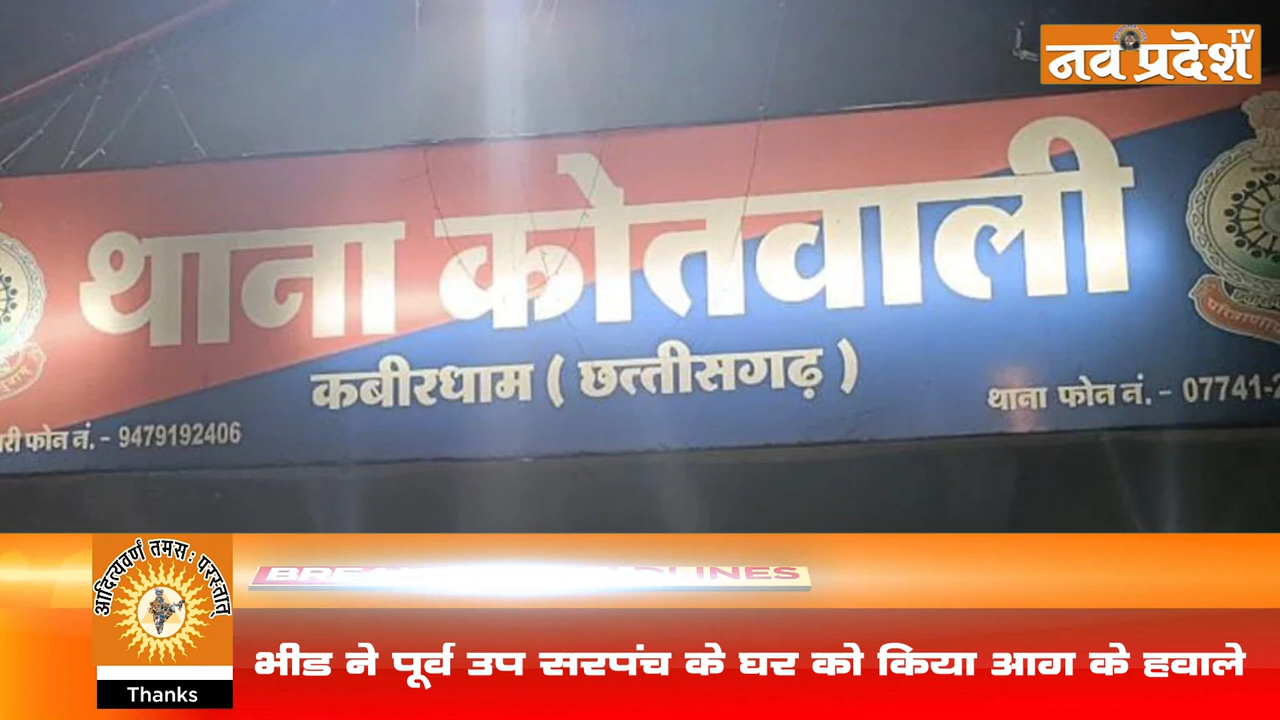 नव प्रदेश TV
थाना कोतवाली
कबीरधाम ( छत्तीसगढ़ )
थाना फोन नं. - 07741-2
री फोन नं. - 9479192406
आदित्यवर्णं तमसः परस्तात्
Thanks
भीड ने पूर्व उप सरपंच के घर को किया आग के हवाले